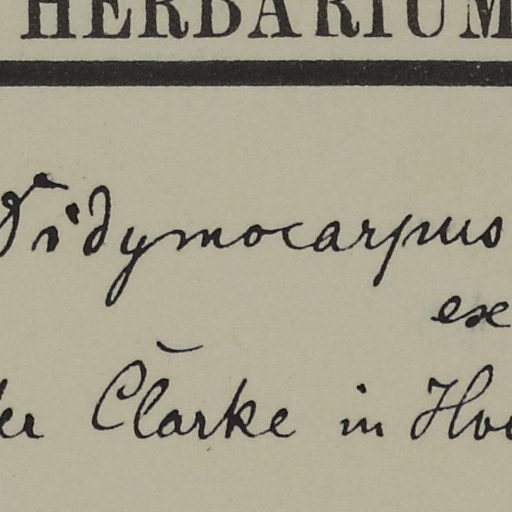 HERBARIUM
Didymocarpus
ex
Clarke in